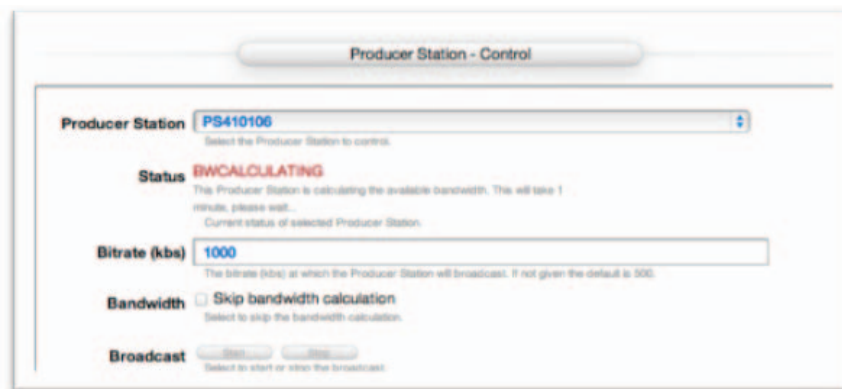 Producer Station - Control
Producer Station PS410106
Select the Producer Station to control.
Status BWCALCULATING
This Producer Station is calculating the available bandwidth. This will take 1
minute, please wait...
Current status of selected Producer Station.
Bitrate (kbs) 1000
The bitrate (kbs) at which the Producer Station will broadcast. If not given the default is 500.
Bandwidth Skip bandwidth calculation
Select to skip the bandwidth calculation.
Broadcast Start Stop
Select to start or stop the broadcast.